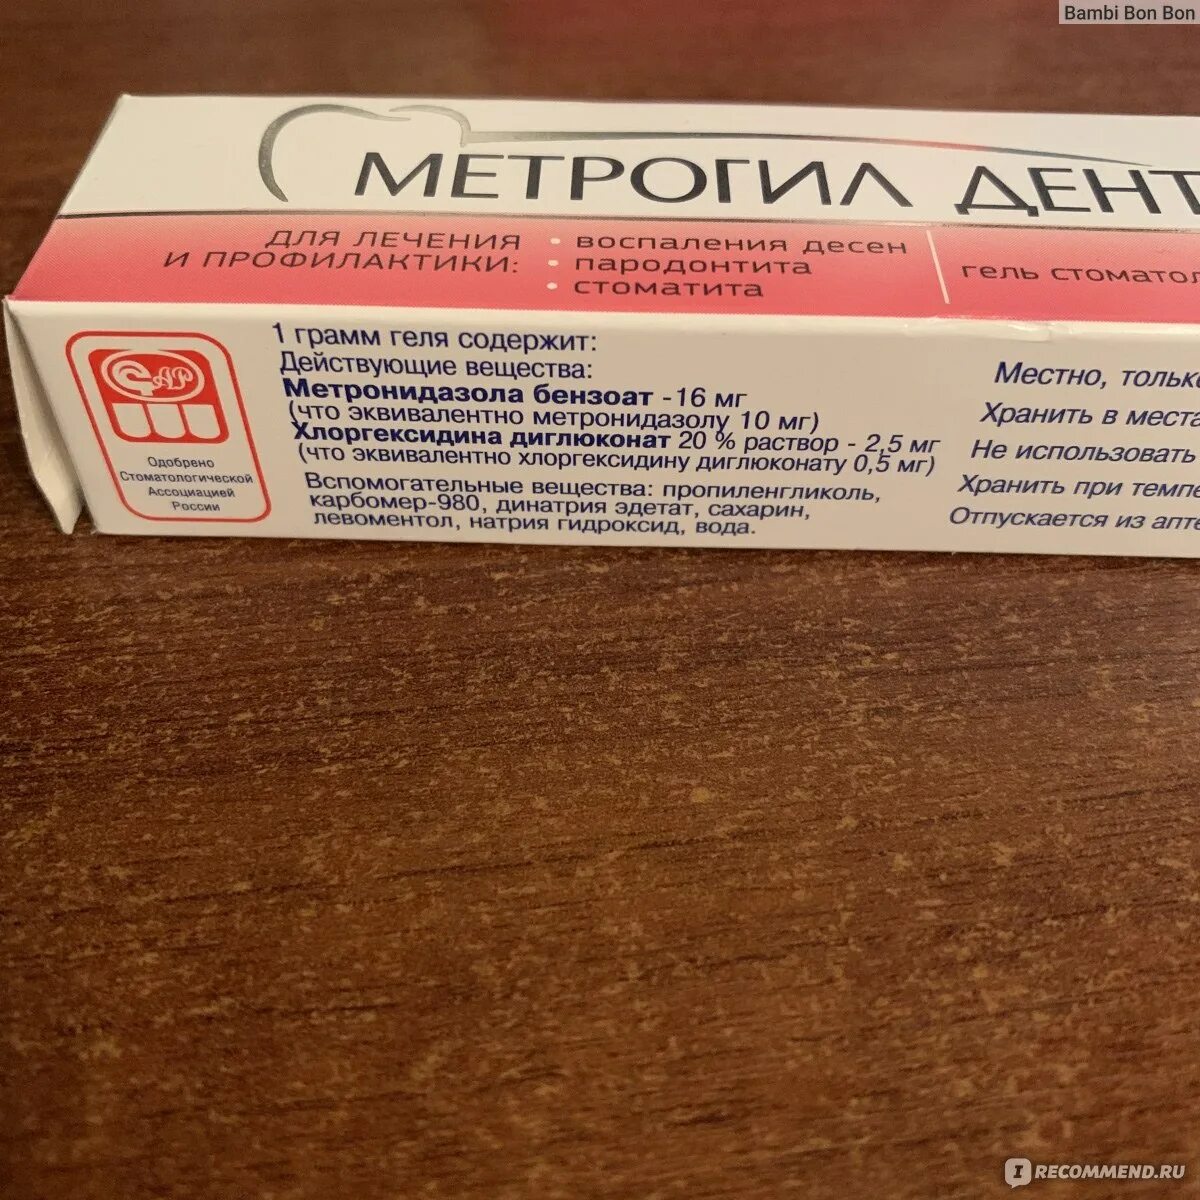 Bambi Bon Bon
МЕТРОГИЛ ДЕНТ
ДЛЯ ЛЕЧЕНИЯ
И ПРОФИЛАКТИКИ:
• ВОСПАЛЕНИЯ ДЕСЕН
• ПАРОДОНТИТА
• СТОМАТИТА
ГЕЛЬ СТОМАТОЛ
1 грамм геля содержит:
Действующие вещества:
Метронидазола бензоат - 16 мг
(что эквивалентно метронидазолу 10 мг)
Хлоргексидина диглюконат 20 % раствор - 2,5 мг
(что эквивалентно хлоргексидину диглюконату 0,5 мг)
Вспомогательные вещества: пропиленгликоль,
карбомер-980, динатрия эдетат, сахарин,
левоментол, натрия гидроксид, вода.
САР
Одобрено
Стоматологической
Ассоциацией
России
Местно, только
Хранить в места
Не использовать
Хранить при темпе
Отпускается из апте
IRECOMMEND.RU